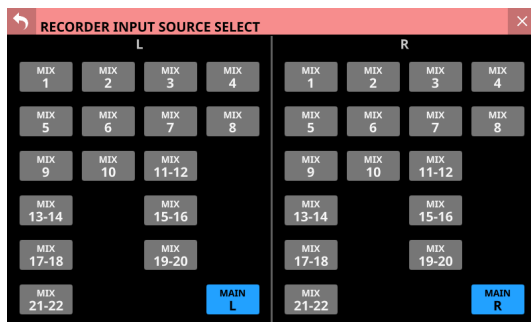 RECORDER INPUT SOURCE SELECT
L
MIX 1 MIX 2 MIX 3 MIX 4
MIX 5 MIX 6 MIX 7 MIX 8
MIX 9 MIX 10 MIX 11-12
MIX 13-14 MIX 15-16
MIX 17-18 MIX 19-20
MIX 21-22 MAIN L
R
MIX 1 MIX 2 MIX 3 MIX 4
MIX 5 MIX 6 MIX 7 MIX 8
MIX 9 MIX 10 MIX 11-12
MIX 13-14 MIX 15-16
MIX 17-18 MIX 19-20
MIX 21-22 MAIN R